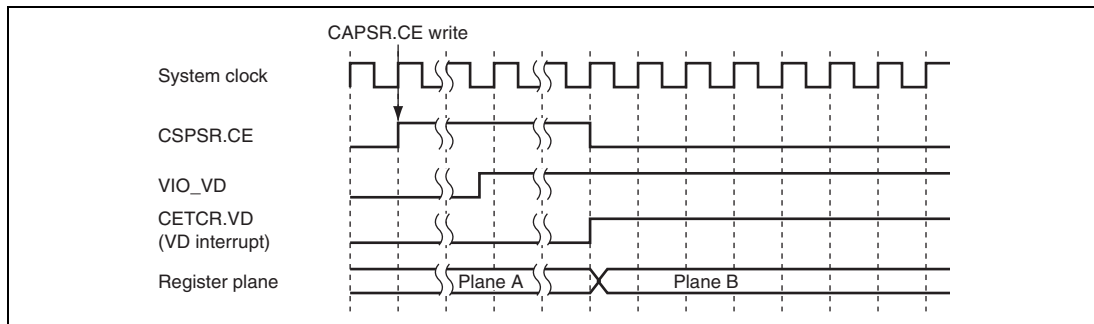 CAPSR.CE write
System clock
CSPSR.CE
VIO_VD
CETCR.VD
(VD interrupt)
Register plane
Plane A
Plane B